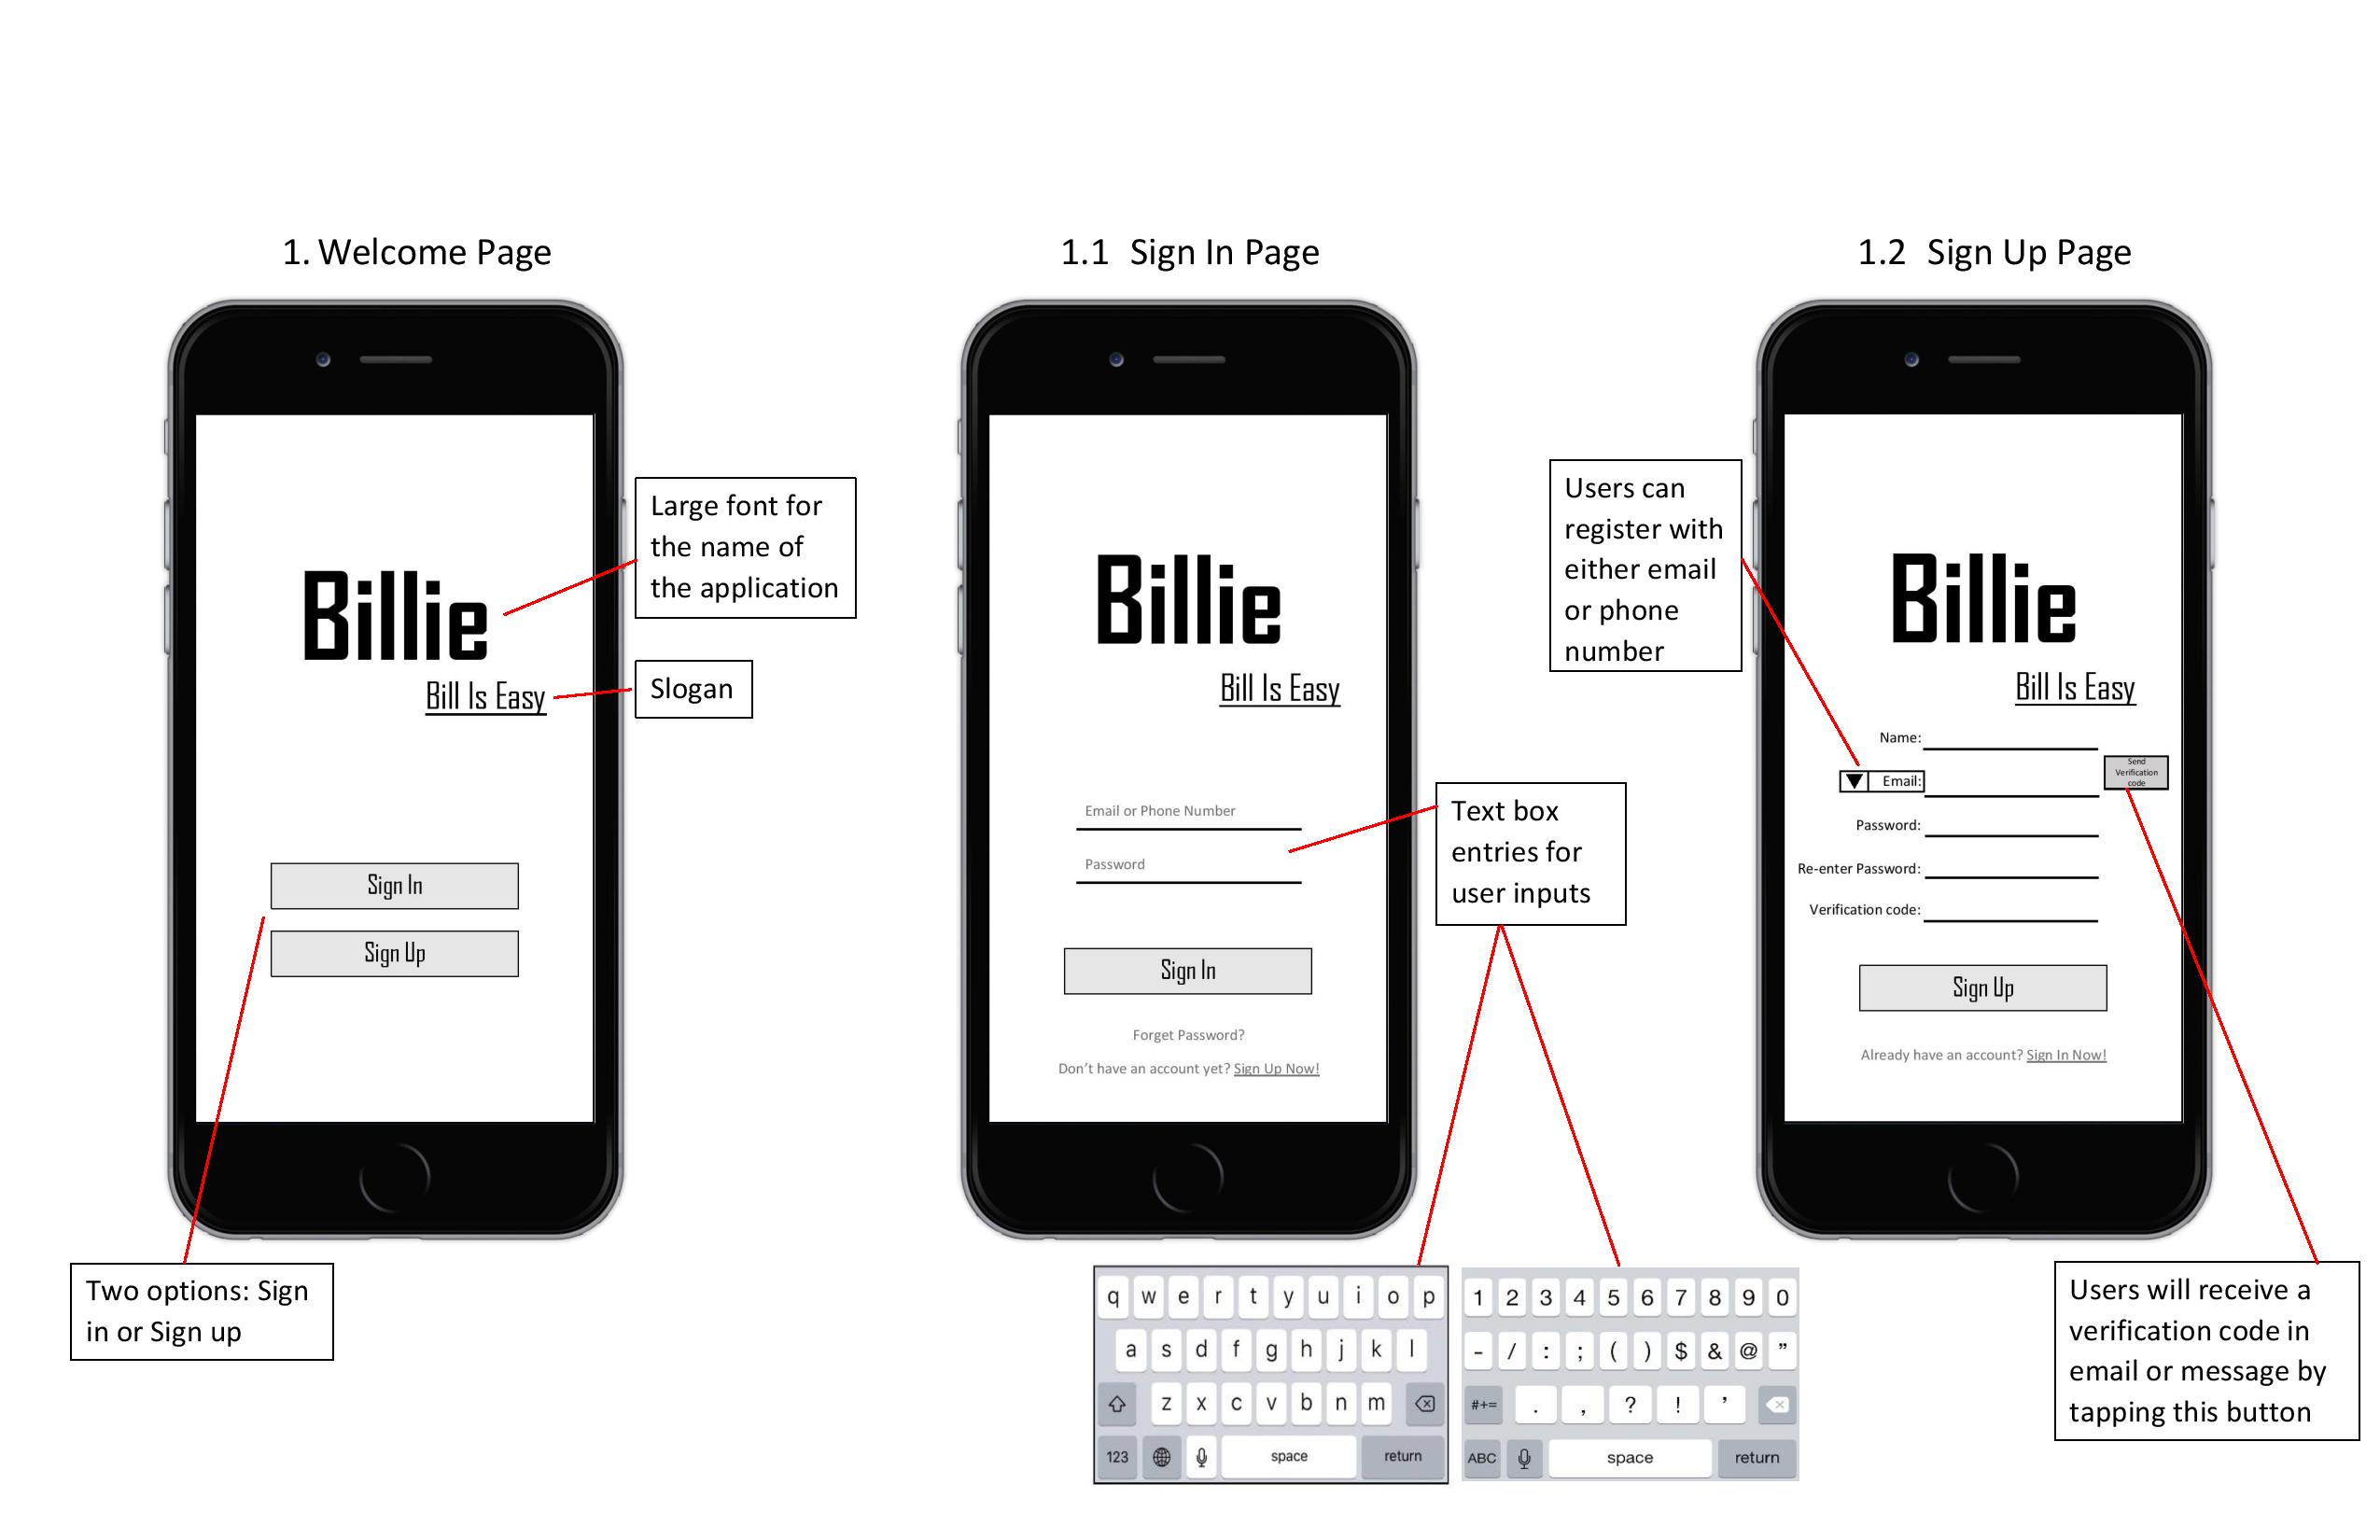 1. Welcome Page
Billie
Bill Is Easy
Sign In
Sign Up
Large font for
the name of
the application
Slogan
Two options: Sign
in or Sign up
1.1 Sign In Page
Billie
Bill Is Easy
Email or Phone Number
Password
Sign In
Forget Password?
Don't have an account yet? Sign Up Now!
Text box
entries for
user inputs
q w e r t y u i o p
a s d f g h j k l
z x c v b n m
123 space return
1 2 3 4 5 6 7 8 9 0
- / : ; ( ) $ & @ ”
#+= . , ? ! ’
ABC space return
1.2 Sign Up Page
Users can
register with
either email
or phone
number
Billie
Bill Is Easy
Name:
Email:
Send
Verification
code
Password:
Re-enter Password:
Verification code:
Sign Up
Already have an account? Sign In Now!
Users will receive a
verification code in
email or message by
tapping this button